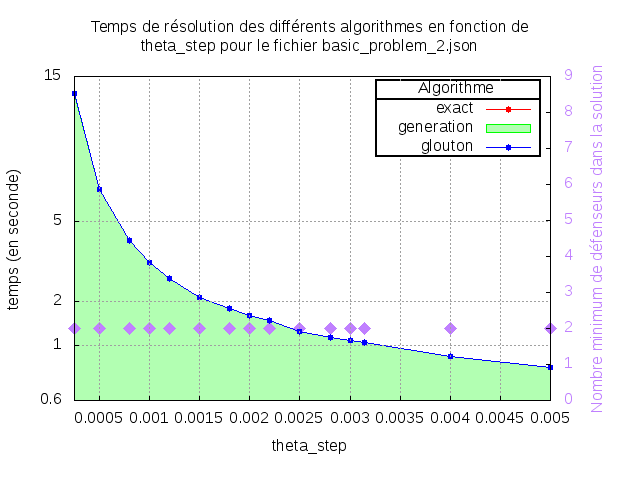 Temps de résolution des différents algorithmes en fonction de
theta_step pour le fichier basic_problem_2.json
Algorithme
exact
generation
glouton
temps (en seconde)
15
5
2
1
0.6
Nombre minimum de défenseurs dans la solution
9
8
7
6
5
4
3
2
1
0
0.0005 0.001 0.0015 0.002 0.0025 0.003 0.0035 0.004 0.0045 0.005
theta_step